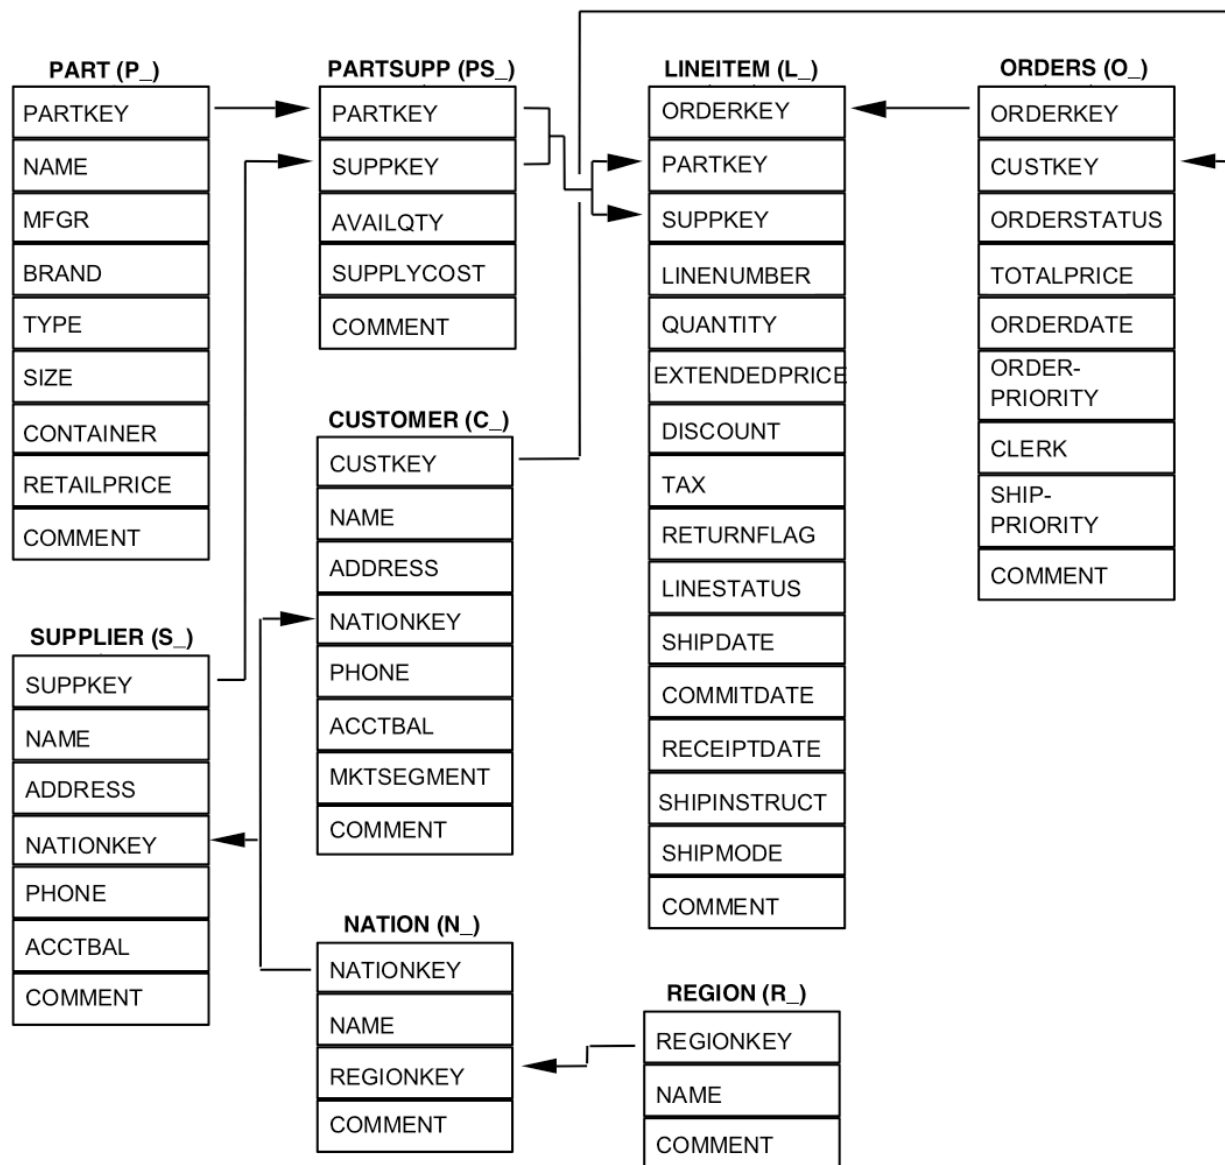 PART (P_)
PARTKEY
NAME
MFGR
BRAND
TYPE
SIZE
CONTAINER
RETAILPRICE
COMMENT
SUPPLIER (S_)
SUPPKEY
NAME
ADDRESS
NATIONKEY
PHONE
ACCTBAL
COMMENT
PARTSUPP (PS_)
PARTKEY
SUPPKEY
AVAILQTY
SUPPLYCOST
COMMENT
CUSTOMER (C_)
CUSTKEY
NAME
ADDRESS
NATIONKEY
PHONE
ACCTBAL
MKTSEGMENT
COMMENT
NATION (N_)
NATIONKEY
NAME
REGIONKEY
COMMENT
LINEITEM (L_)
ORDERKEY
PARTKEY
SUPPKEY
LINENUMBER
QUANTITY
EXTENDEDPRICE
DISCOUNT
TAX
RETURNFLAG
LINESTATUS
SHIPDATE
COMMITDATE
RECEIPTDATE
SHIPINSTRUCT
SHIPMODE
COMMENT
REGION (R_)
REGIONKEY
NAME
COMMENT
ORDERS (O_)
ORDERKEY
CUSTKEY
ORDERSTATUS
TOTALPRICE
ORDERDATE
ORDER-
PRIORITY
CLERK
SHIP-
PRIORITY
COMMENT